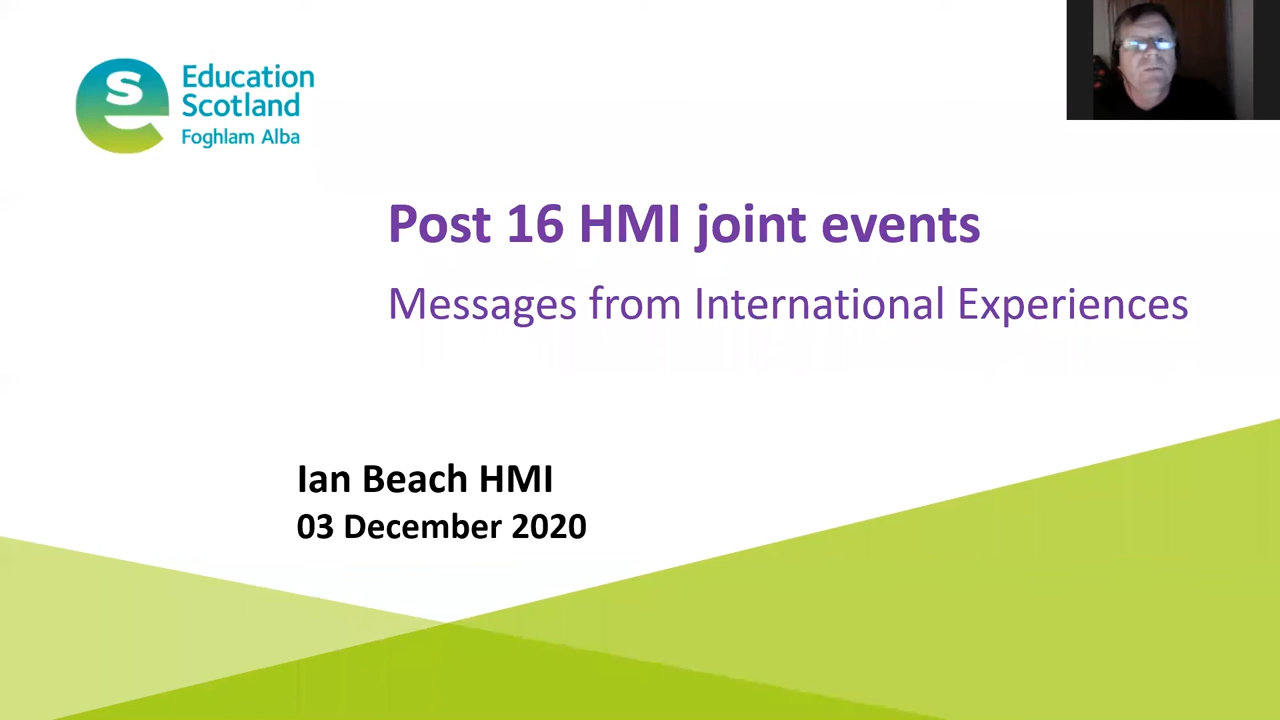 Education
Scotland
Foghlam Alba
Post 16 HMI joint events
Messages from International Experiences
Ian Beach HMI
03 December 2020